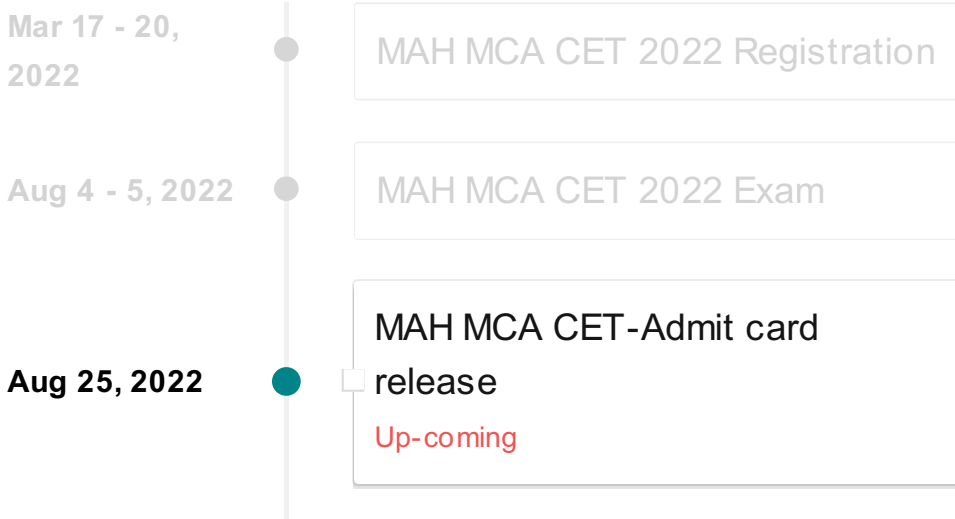 Mar 17 - 20,
2022
MAH MCA CET 2022 Registration
Aug 4 - 5, 2022
MAH MCA CET 2022 Exam
Aug 25, 2022
MAH MCA CET-Admit card
release
Up-coming